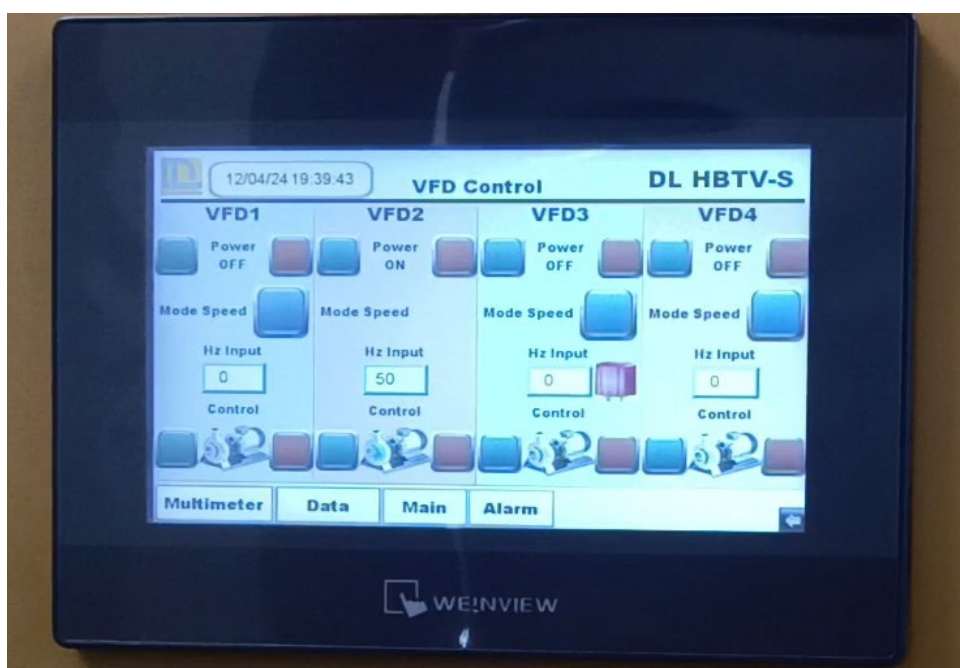 12/04/24 19:39:43
VFD Control
DL HBTV-S
VFD1
VFD2
VFD3
VFD4
Power
OFF
Power
ON
Power
OFF
Power
OFF
Mode Speed
Mode Speed
Mode Speed
Mode Speed
Hz Input
Hz Input
Hz Input
Hz Input
0
50
0
0
Control
Control
Control
Control
Multimeter
Data
Main
Alarm
WEINVIEW